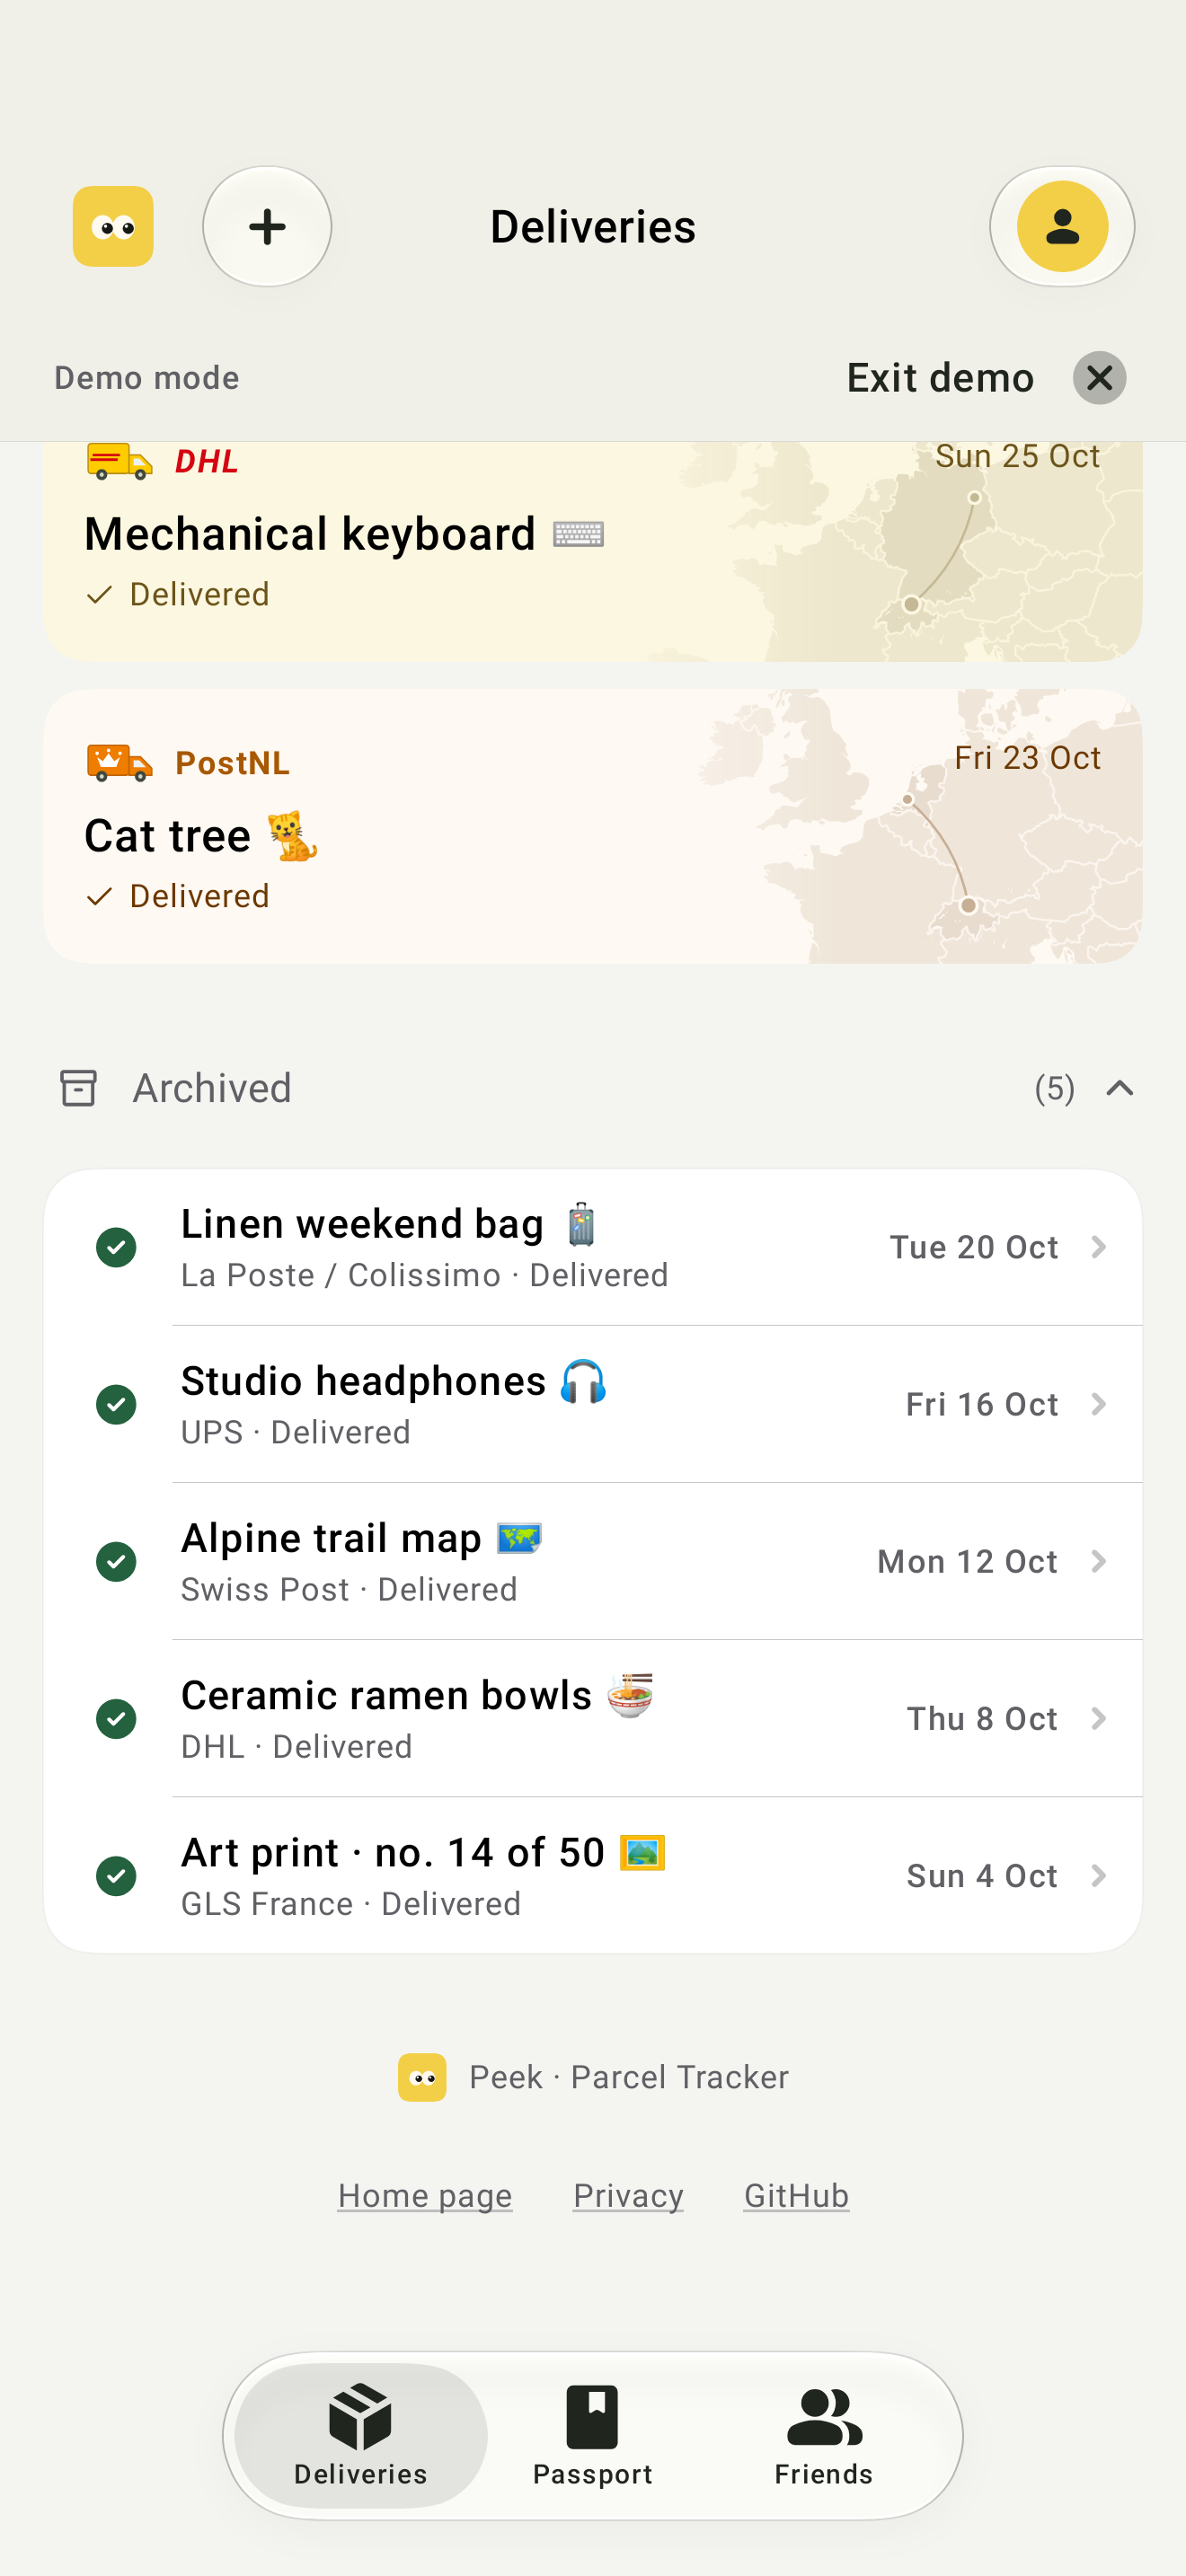 Deliveries
Demo mode
Exit demo
DHL
Sun 25 Oct
Mechanical keyboard ⌨️
Delivered
PostNL
Fri 23 Oct
Cat tree 🐈
Delivered
Archived
(5)
Linen weekend bag 🧳
La Poste / Colissimo · Delivered
Tue 20 Oct
Studio headphones 🎧
UPS · Delivered
Fri 16 Oct
Alpine trail map 🗺️
Swiss Post · Delivered
Mon 12 Oct
Ceramic ramen bowls 🍜
DHL · Delivered
Thu 8 Oct
Art print · no. 14 of 50 🖼️
GLS France · Delivered
Sun 4 Oct
Peek · Parcel Tracker
Home page
Privacy
GitHub
Deliveries
Passport
Friends